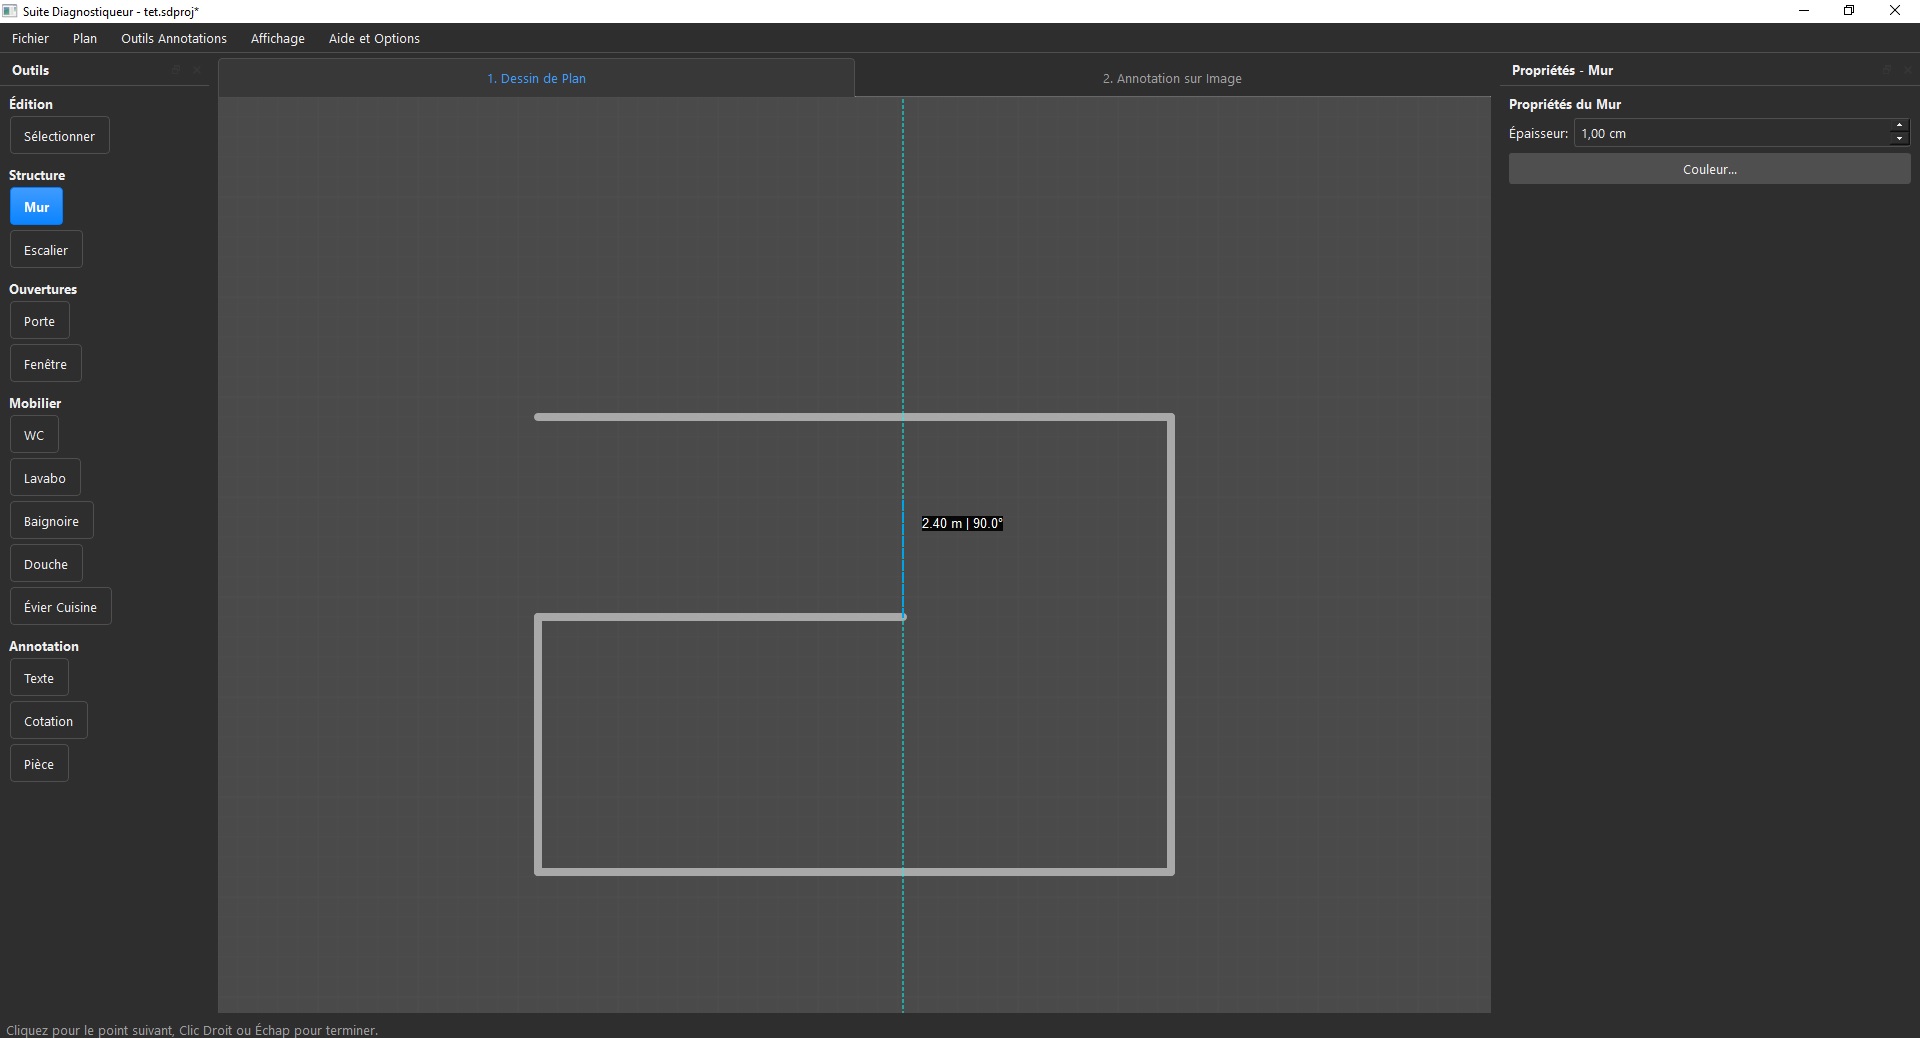 Suite Diagnostiqueur - tet.sdproj*
Fichier Plan Outils Annotations Affichage Aide et Options
Outils
Édition
Sélectionner
Structure
Mur
Escalier
Ouvertures
Porte
Fenêtre
Mobilier
WC
Lavabo
Baignoire
Douche
Évier Cuisine
Annotation
Texte
Cotation
Pièce
1. Dessin de Plan
2. Annotation sur Image
2.40 m | 90.0°
Propriétés - Mur
Propriétés du Mur
Épaisseur: 1,00 cm
Couleur...
Cliquez pour le point suivant, Clic Droit ou Échap pour terminer.